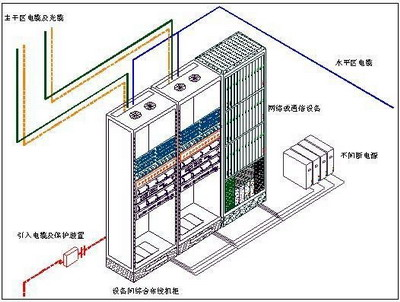 主干区电缆及光缆
水平区电缆
网络或通信设备
不间断电源
引入电缆及保护装置
设备间综合布线机柜